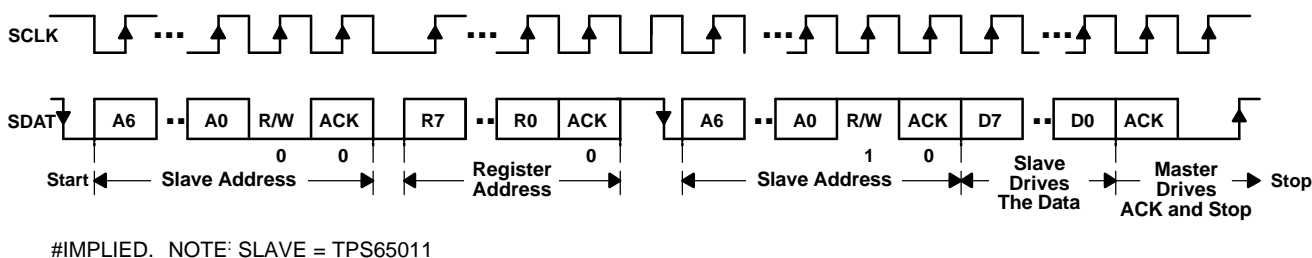 SCLK ... ... ... ...
SDAT A6 .. A0 R/W ACK R7 .. R0 ACK A6 .. A0 R/W ACK D7 .. D0 ACK
0 0 0 1 0
Start Slave Address Register Address Slave Address Slave Drives The Data Master Drives ACK and Stop Stop
#IMPLIED. NOTE: SLAVE = TPS65011